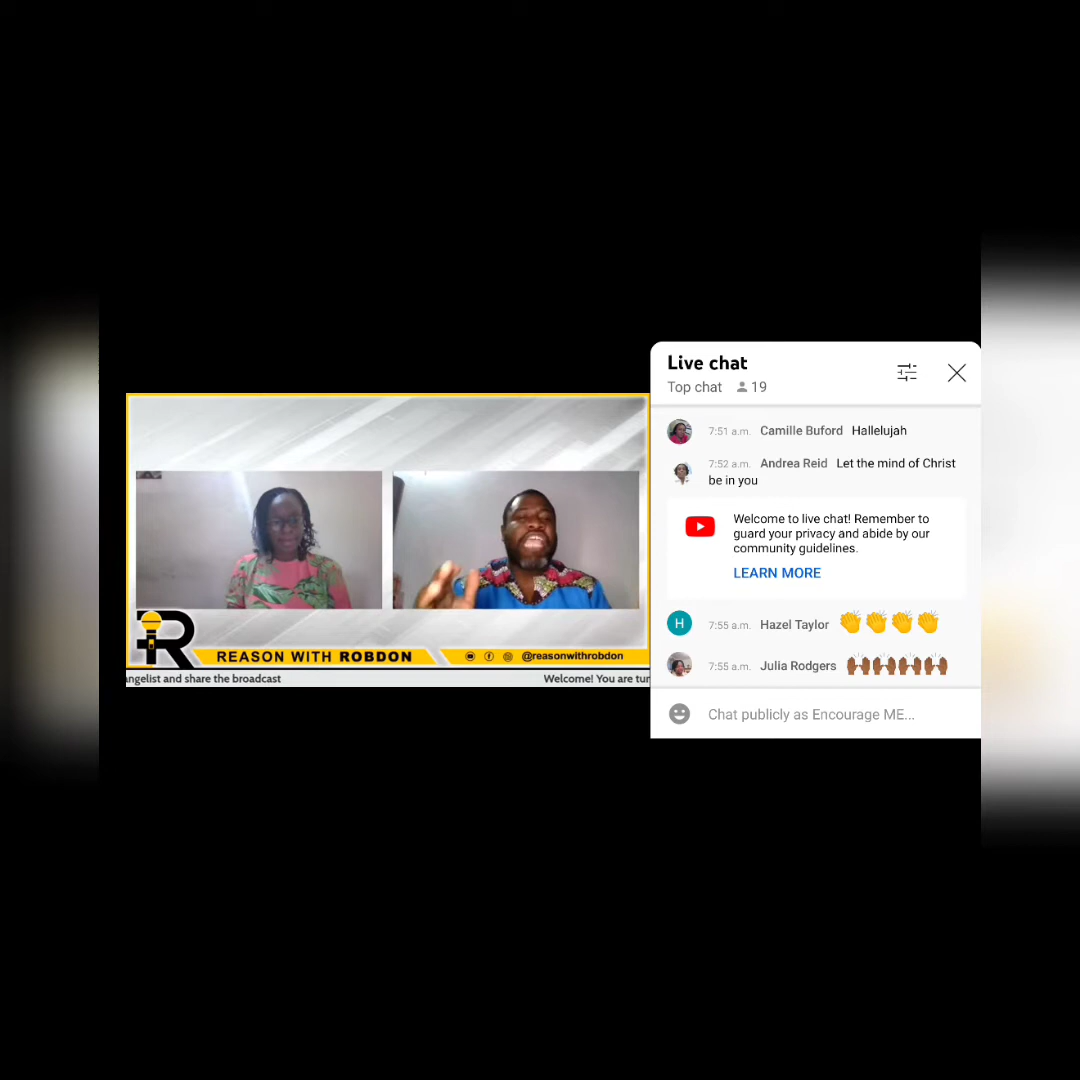 REASON WITH ROBDON
@reasonwithrobdon
angelist and share the broadcast
Welcome! You are tun
Live chat
Top chat 19
7:51 a.m. Camille Buford Hallelujah
7:52 a.m. Andrea Reid Let the mind of Christ
be in you
Welcome to live chat! Remember to
guard your privacy and abide by our
community guidelines.
LEARN MORE
H 7:55 a.m. Hazel Taylor 👏👏👏👏
7:55 a.m. Julia Rodgers 🙌🏾🙌🏾🙌🏾🙌🏾
Chat publicly as Encourage ME...